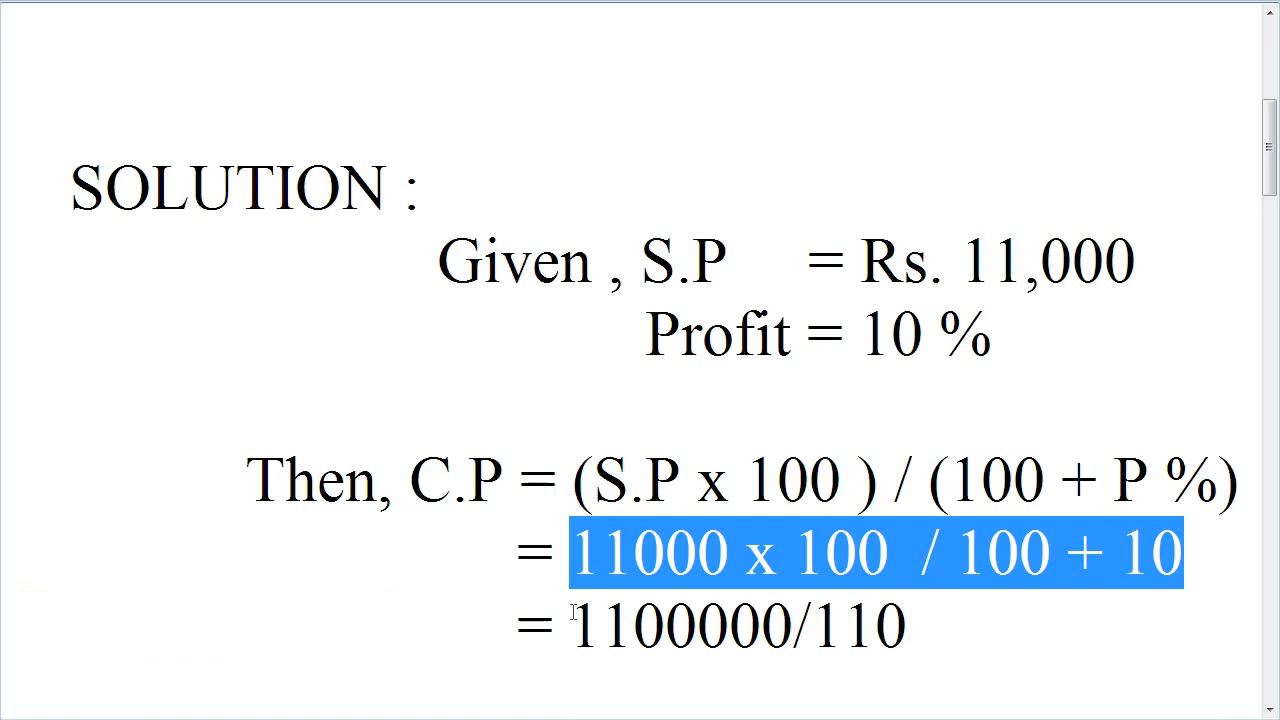 SOLUTION :
Given , S.P = Rs. 11,000
Profit = 10 %
Then, C.P = (S.P x 100 ) / (100 + P %)
= 11000 x 100 / 100 + 10
= 1100000/110